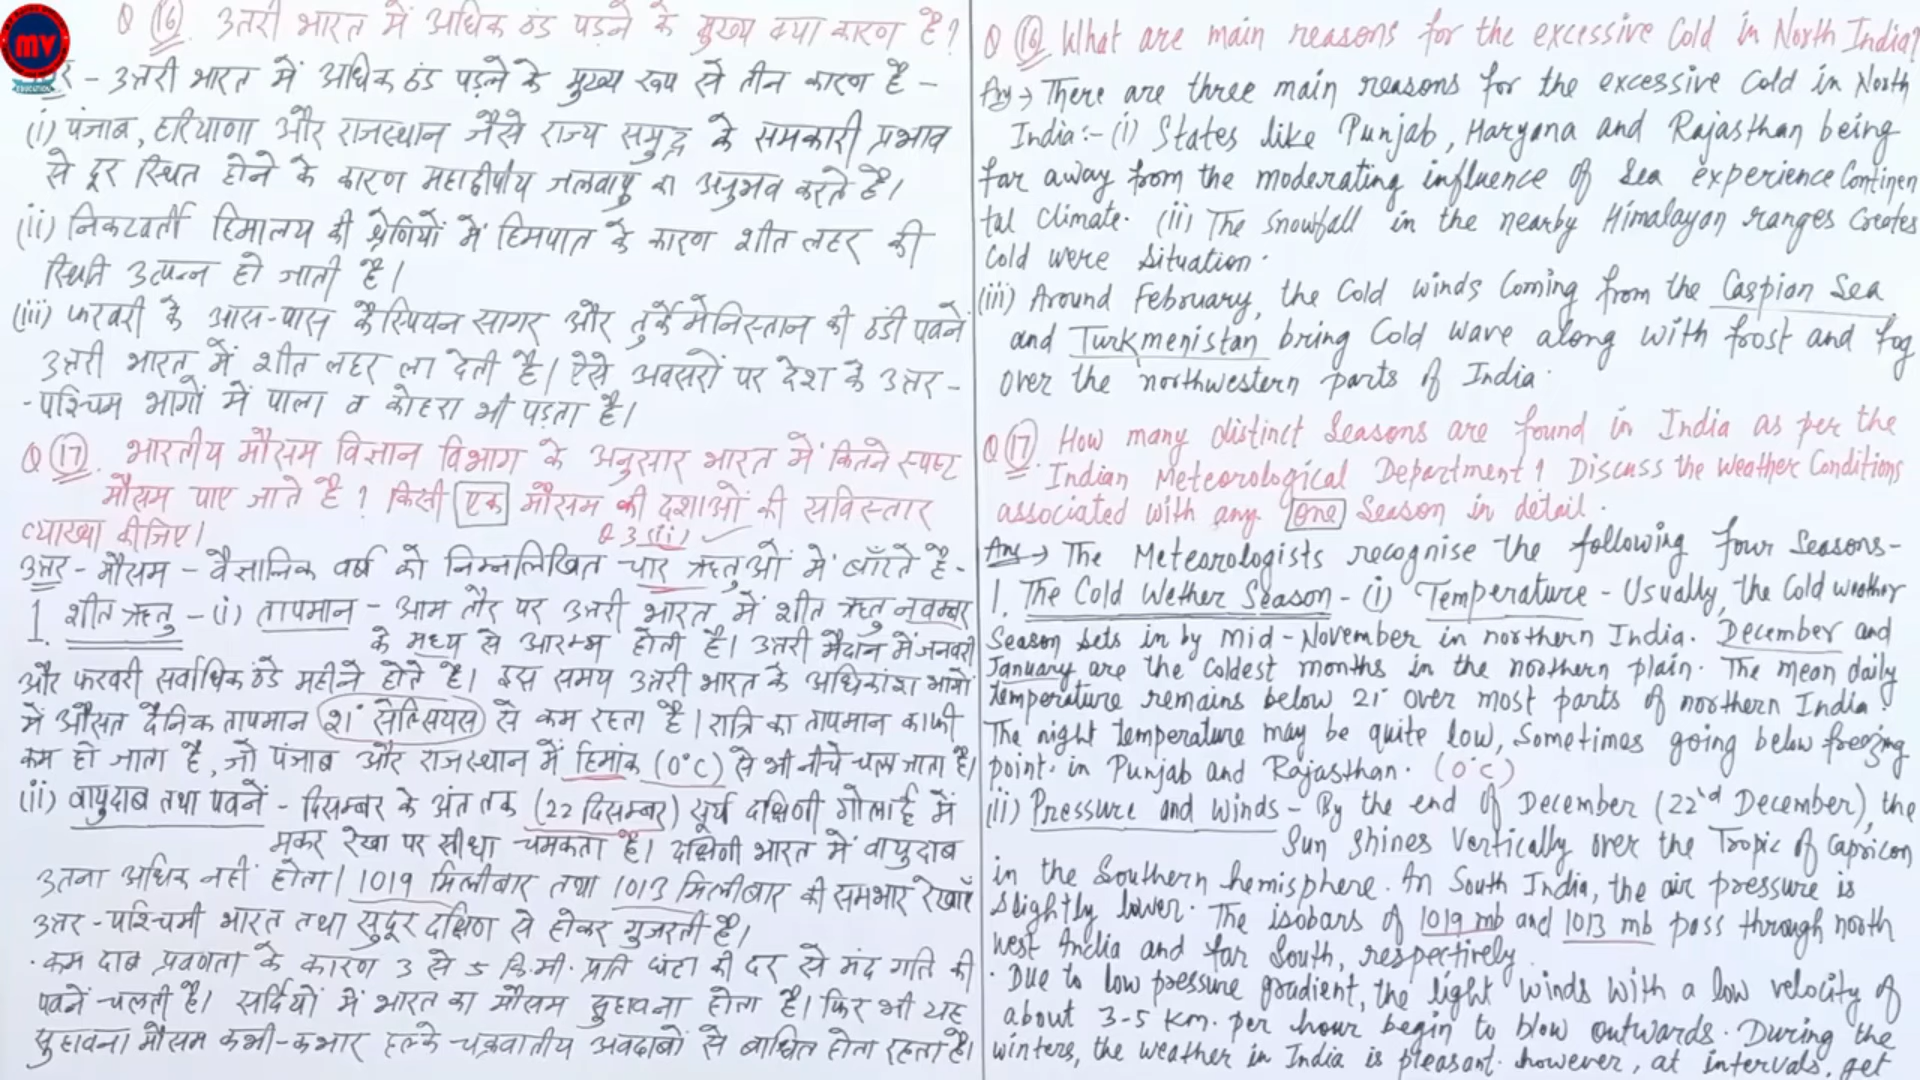 mv
EDUCATION
Q (16). उत्तरी भारत में अधिक ठंड पड़ने के मुख्य क्या कारण है?
उत्तर - उत्तरी भारत में अधिक ठंड पड़ने के मुख्य रूप से तीन कारण है -
(i) पंजाब, हरियाणा और राजस्थान जैसे राज्य समुद्र के समकारी प्रभाव
से दूर स्थित होने के कारण महाद्वीपीय जलवायु का अनुभव करते है।
(ii) निकटवर्ती हिमालय की श्रेणियों में हिमपात के कारण शीत लहर की
स्थिति उत्पन्न हो जाती है।
(iii) फरवरी के आस-पास कैस्पियन सागर और तुर्कमेनिस्तान की ठंडी पवनें
उत्तरी भारत में शीत लहर ला देती है। ऐसे अवसरों पर देश के उत्तर-
-पश्चिम भागों में पाला व कोहरा भी पड़ता है।
Q (17). भारतीय मौसम विज्ञान विभाग के अनुसार भारत में कितने स्पष्ट
मौसम पाए जाते है? किसी एक मौसम की दशाओं की सविस्तार
व्याख्या कीजिए। Q 3 (ii)
उत्तर - मौसम - वैज्ञानिक वर्ष को निम्नलिखित चार ऋतुओं में बाँटते है-
1. शीत ऋतु - (i) तापमान - आम तौर पर उत्तरी भारत में शीत ऋतु नवम्बर
के मध्य से आरम्भ होती है। उत्तरी मैदान में जनवरी
और फरवरी सर्वाधिक ठंडे महीने होते है। इस समय उत्तरी भारत के अधिकांश भागों
में औसत दैनिक तापमान २१° सेल्सियस से कम रहता है। रात्रि का तापमान काफी
कम हो जाता है, जो पंजाब और राजस्थान में हिमांक (0°C) से भी नीचे चला जाता है।
(ii) वायुदाब तथा पवनें - दिसम्बर के अंत तक (22 दिसम्बर) सूर्य दक्षिणी गोलार्द्ध में
मकर रेखा पर सीधा चमकता है। दक्षिणी भारत में वायुदाब
उतना अधिक नहीं होता। 1019 मिलीबार तथा 1013 मिलीबार की समभार रेखाएँ
उत्तर-पश्चिमी भारत तथा सुदूर दक्षिण से होकर गुजरती है।
. कम दाब प्रवणता के कारण 3 से 5 कि.मी. प्रति घंटा की दर से मंद गति की
पवनें चलती है। सर्दियों में भारत का मौसम सुहावना होता है। फिर भी यह
सुहावना मौसम कभी-कभार हल्के चक्रवातीय अवदाबों से बाधित होता रहता है।
Q (16) What are main reasons for the excessive Cold in North India?
Ans → There are three main reasons for the excessive Cold in North
India:- (i) States like Punjab, Haryana and Rajasthan being
far away from the moderating influence of Sea experience Continen
tal climate. (ii) The snowfall in the nearby Himalayan ranges Creates
Cold were Situation.
(iii) Around February, the Cold winds Coming from the Caspian Sea
and Turkmenistan bring Cold wave along with frost and fog
over the northwestern parts of India.
Q (17). How many distinct Seasons are found in India as per the
Indian Meteorological Department? Discuss the weather Conditions
associated with any one Season in detail.
Ans → The Meteorologists recognise the following four Seasons-
1. The Cold Wether Season - (i) Temperature - Usually, the Cold weather
Season sets in by mid-November in northern India. December and
January are the Coldest months in the northern plain. The mean daily
temperature remains below 21° over most parts of northern India.
The night temperature may be quite low, Sometimes going below freezing
point. in Punjab and Rajasthan. (0°C)
(ii) Pressure and Winds - By the end of December (22nd December), the
Sun shines Vertically over the Tropic of Capricon
in the Southern hemisphere. In South India, the air pressure is
slightly lower. The isobars of 1019 mb and 1013 mb pass through north
west India and far South, respectively.
. Due to low pressure gradient, the light winds with a low velocity of
about 3-5 Km. per hour begin to blow outwards. During the
winters, the weather in India is pleasant. however, at intervals, get